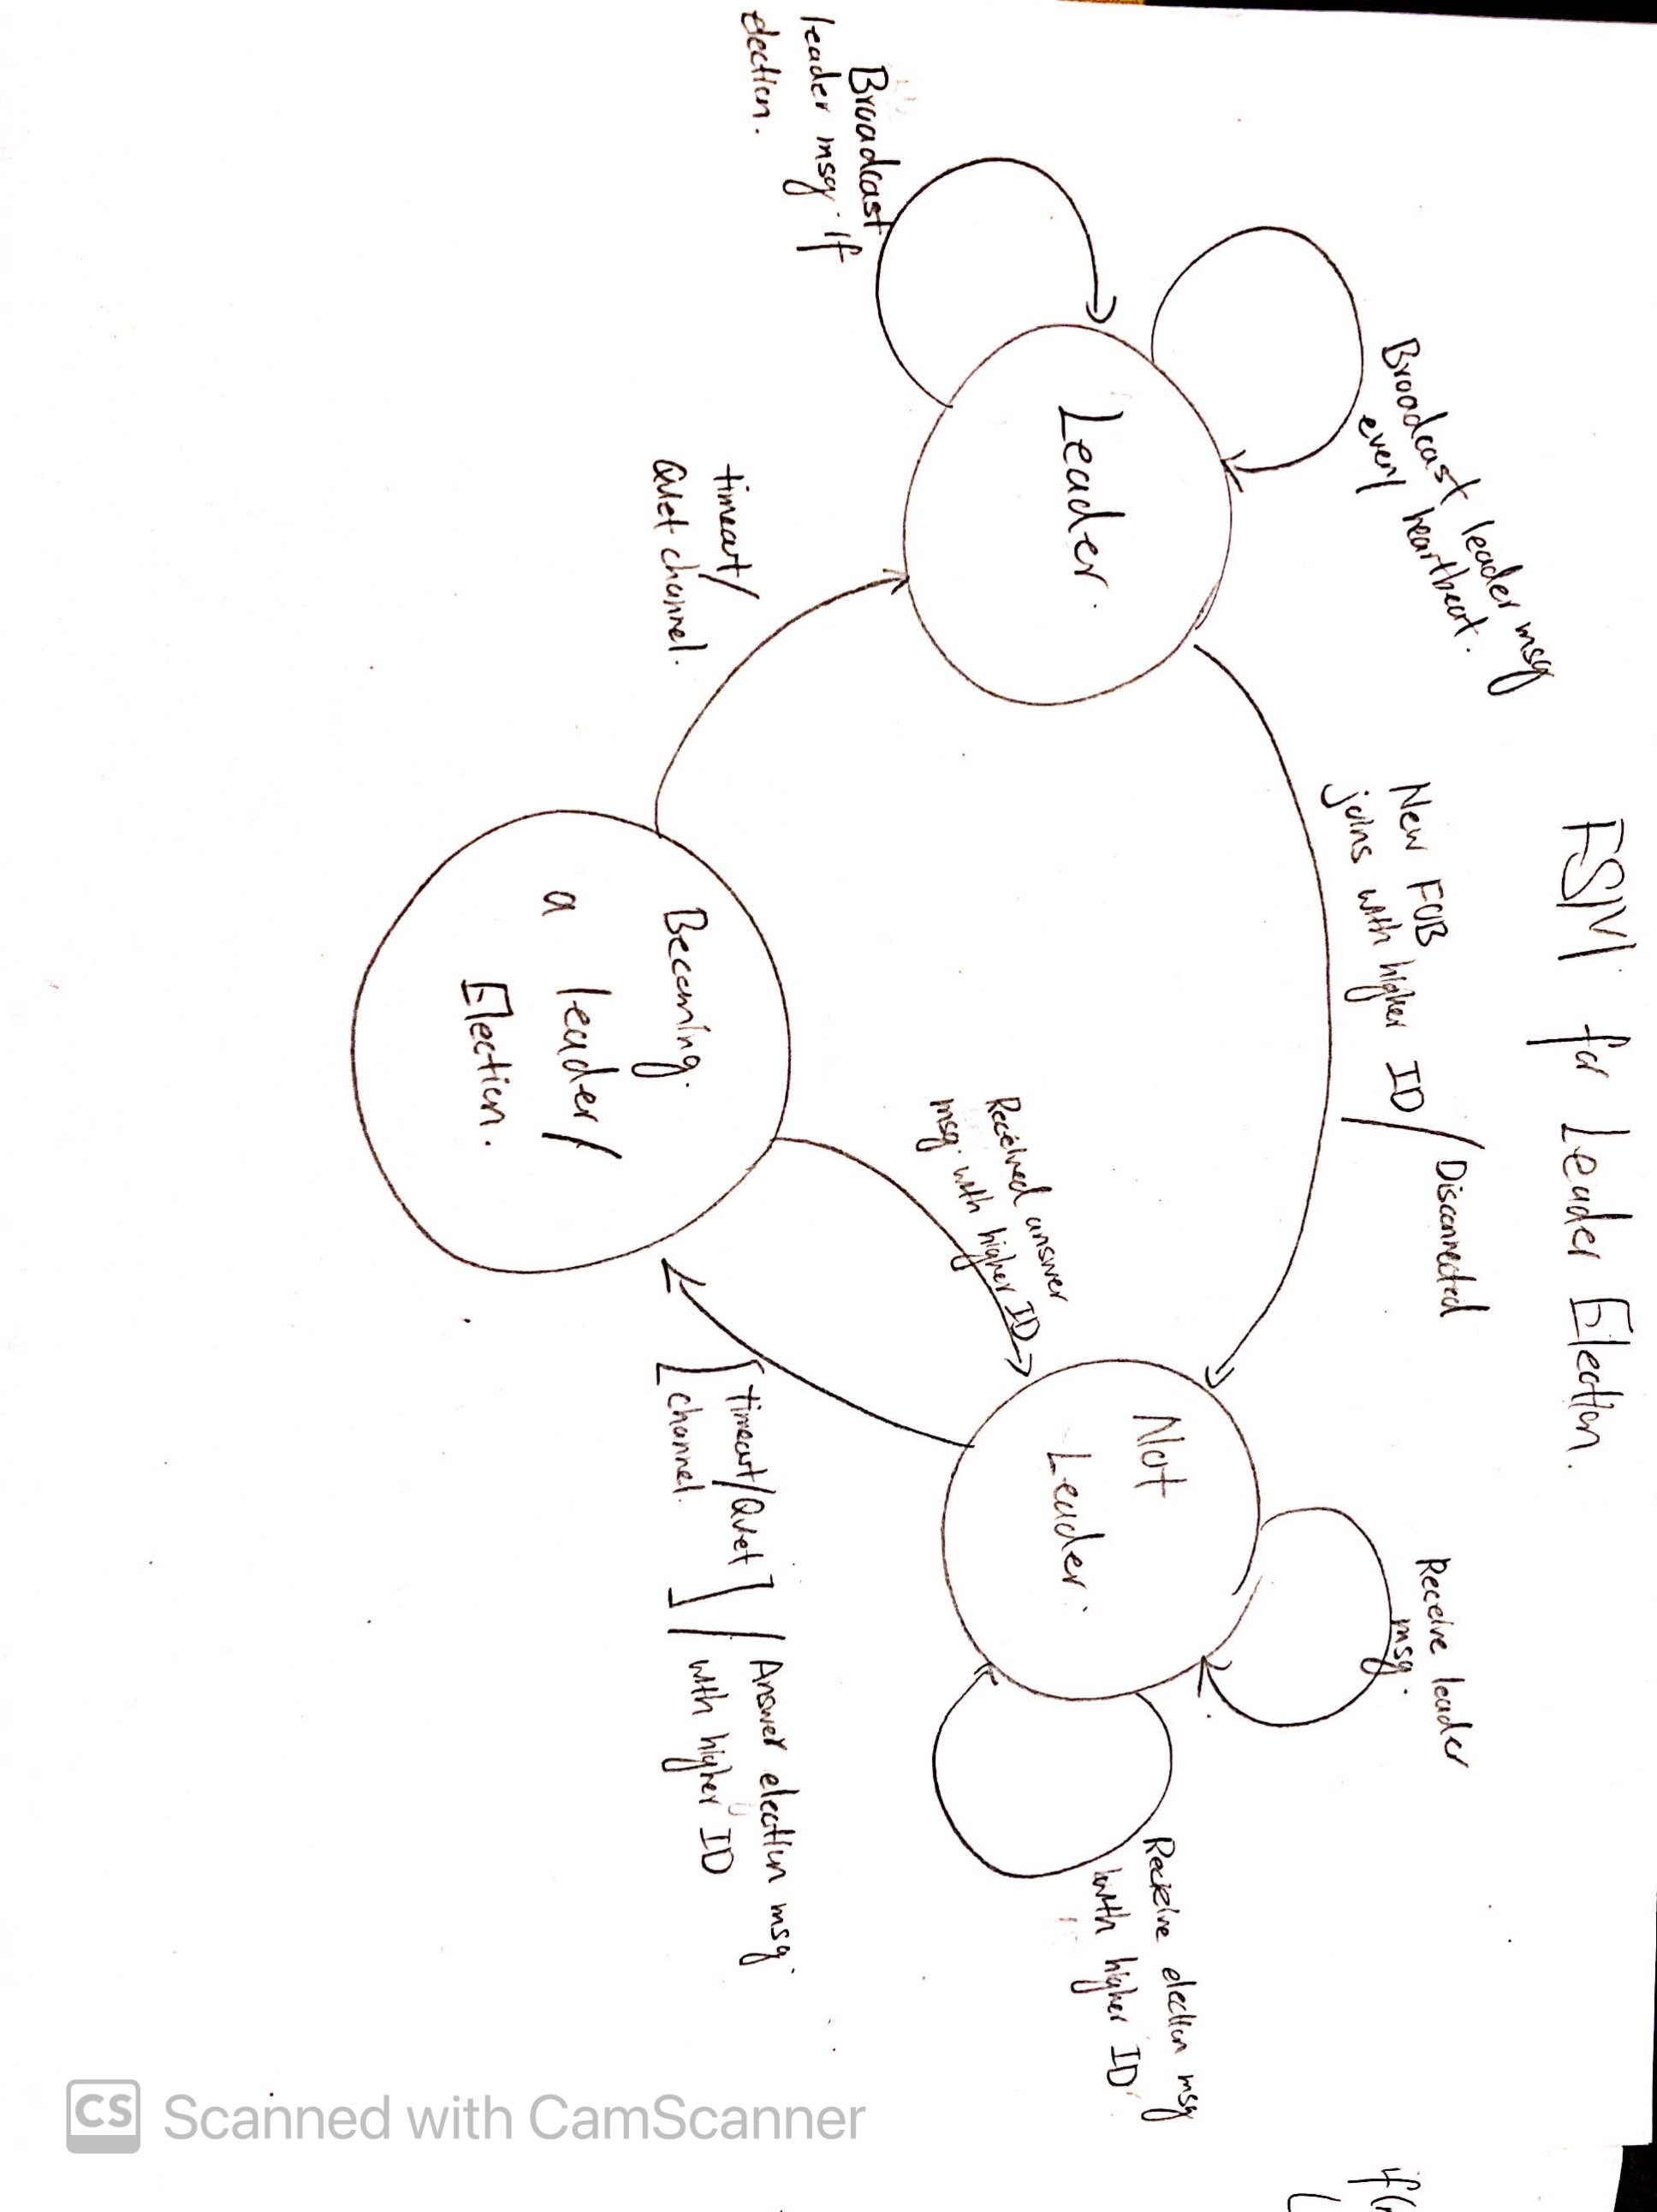 FSM for Leader Election.
Broadcast leader msg
every heartbeat.
New FOB
joins with higher ID / Disconnected
Receive leader
msg.
Recieive election msg
with higher ID
Leader.
Not
Leader.
Received answer
msg. with higher ID
Broadcast
leader msg. if
election.
timeout/
Quiet channel.
[timeout/Quiet
channel.] / Answer election msg
with higher ID
Becoming
a leader/
Election.
if(
CS Scanned with CamScanner